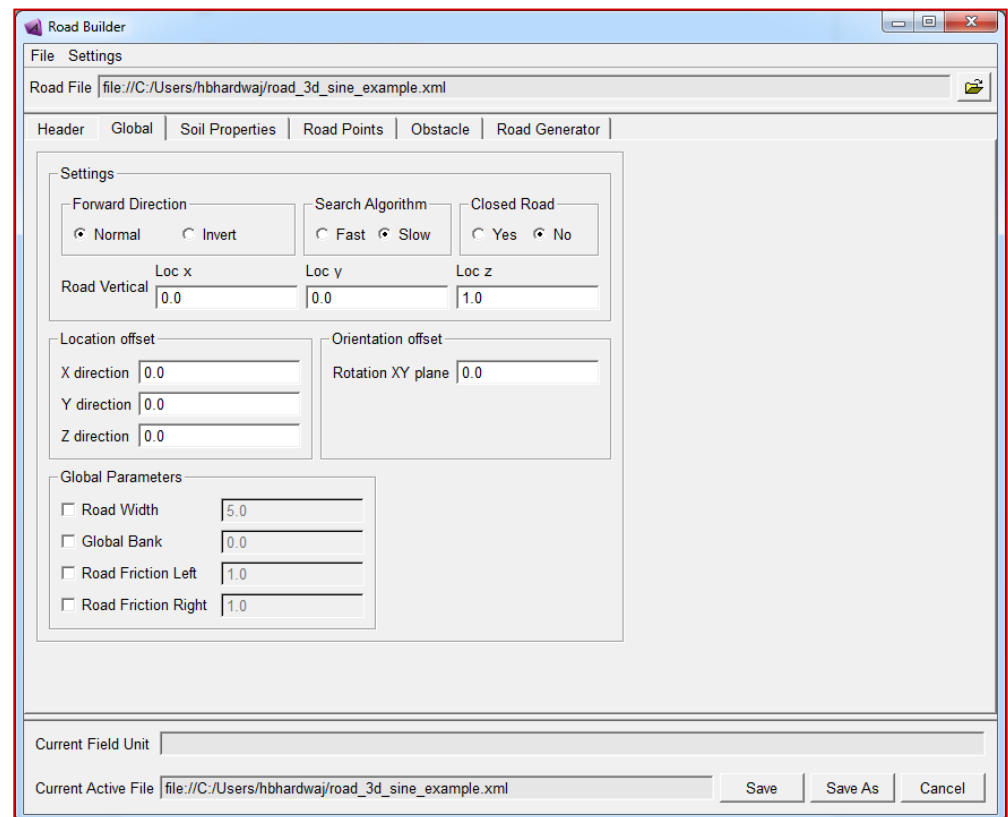 Road Builder
File Settings
Road File file://C:/Users/hbhardwaj/road_3d_sine_example.xml
Header Global Soil Properties Road Points Obstacle Road Generator
Settings
Forward Direction Search Algorithm Closed Road
Normal Invert Fast Slow Yes No
Loc x Loc y Loc z
Road Vertical 0.0 0.0 1.0
Location offset Orientation offset
X direction 0.0 Rotation XY plane 0.0
Y direction 0.0
Z direction 0.0
Global Parameters
Road Width 5.0
Global Bank 0.0
Road Friction Left 1.0
Road Friction Right 1.0
Current Field Unit
Current Active File file://C:/Users/hbhardwaj/road_3d_sine_example.xml Save Save As Cancel